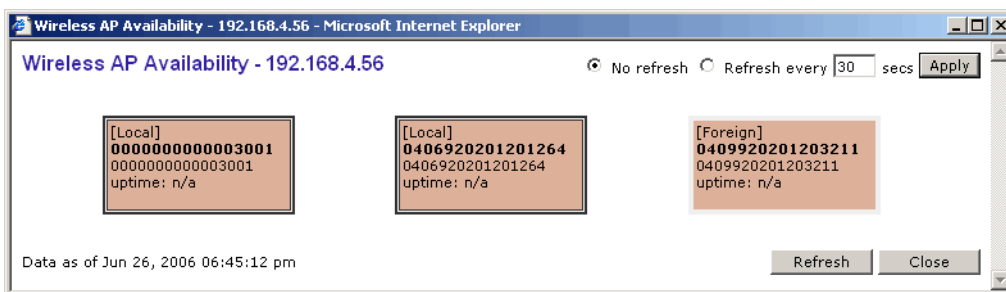 Wireless AP Availability - 192.168.4.56 - Microsoft Internet Explorer
Wireless AP Availability - 192.168.4.56
No refresh Refresh every 30 secs Apply
[Local]
0000000000003001
0000000000003001
uptime: n/a
[Local]
0406920201201264
0406920201201264
uptime: n/a
[Foreign]
0409920201203211
0409920201203211
uptime: n/a
Data as of Jun 26, 2006 06:45:12 pm
Refresh Close